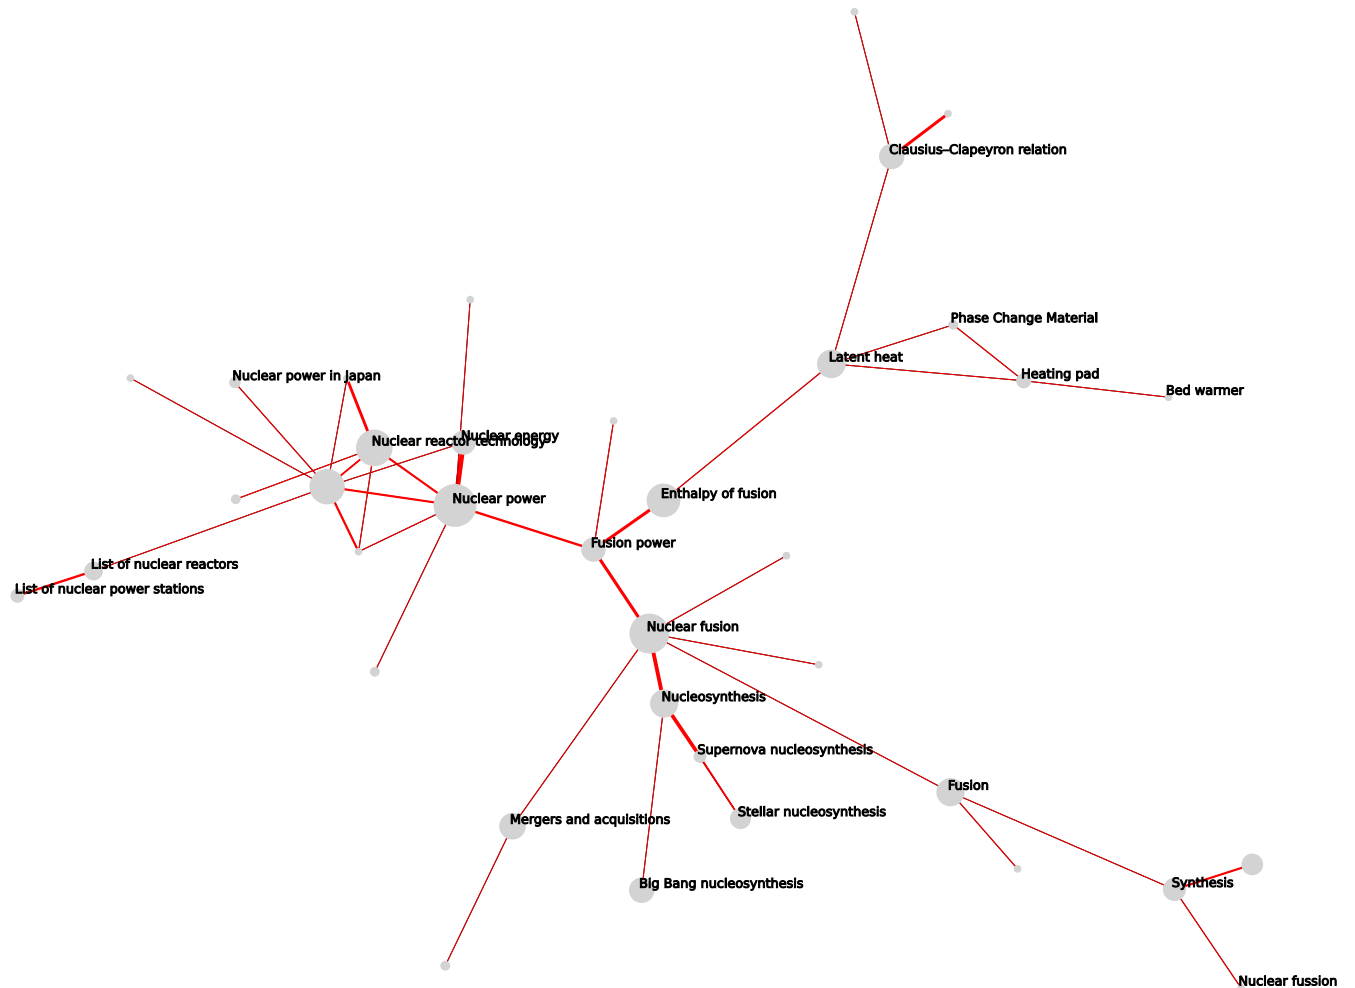 Clausius–Clapeyron relation
Phase Change Material
Latent heat
Heating pad
Nuclear power in Japan
Bed warmer
Nuclear energy
Nuclear reactor technology
Enthalpy of fusion
Nuclear power
Fusion power
List of nuclear reactors
List of nuclear power stations
Nuclear fusion
Nucleosynthesis
Supernova nucleosynthesis
Fusion
Stellar nucleosynthesis
Mergers and acquisitions
Big Bang nucleosynthesis
Synthesis
Nuclear fussion